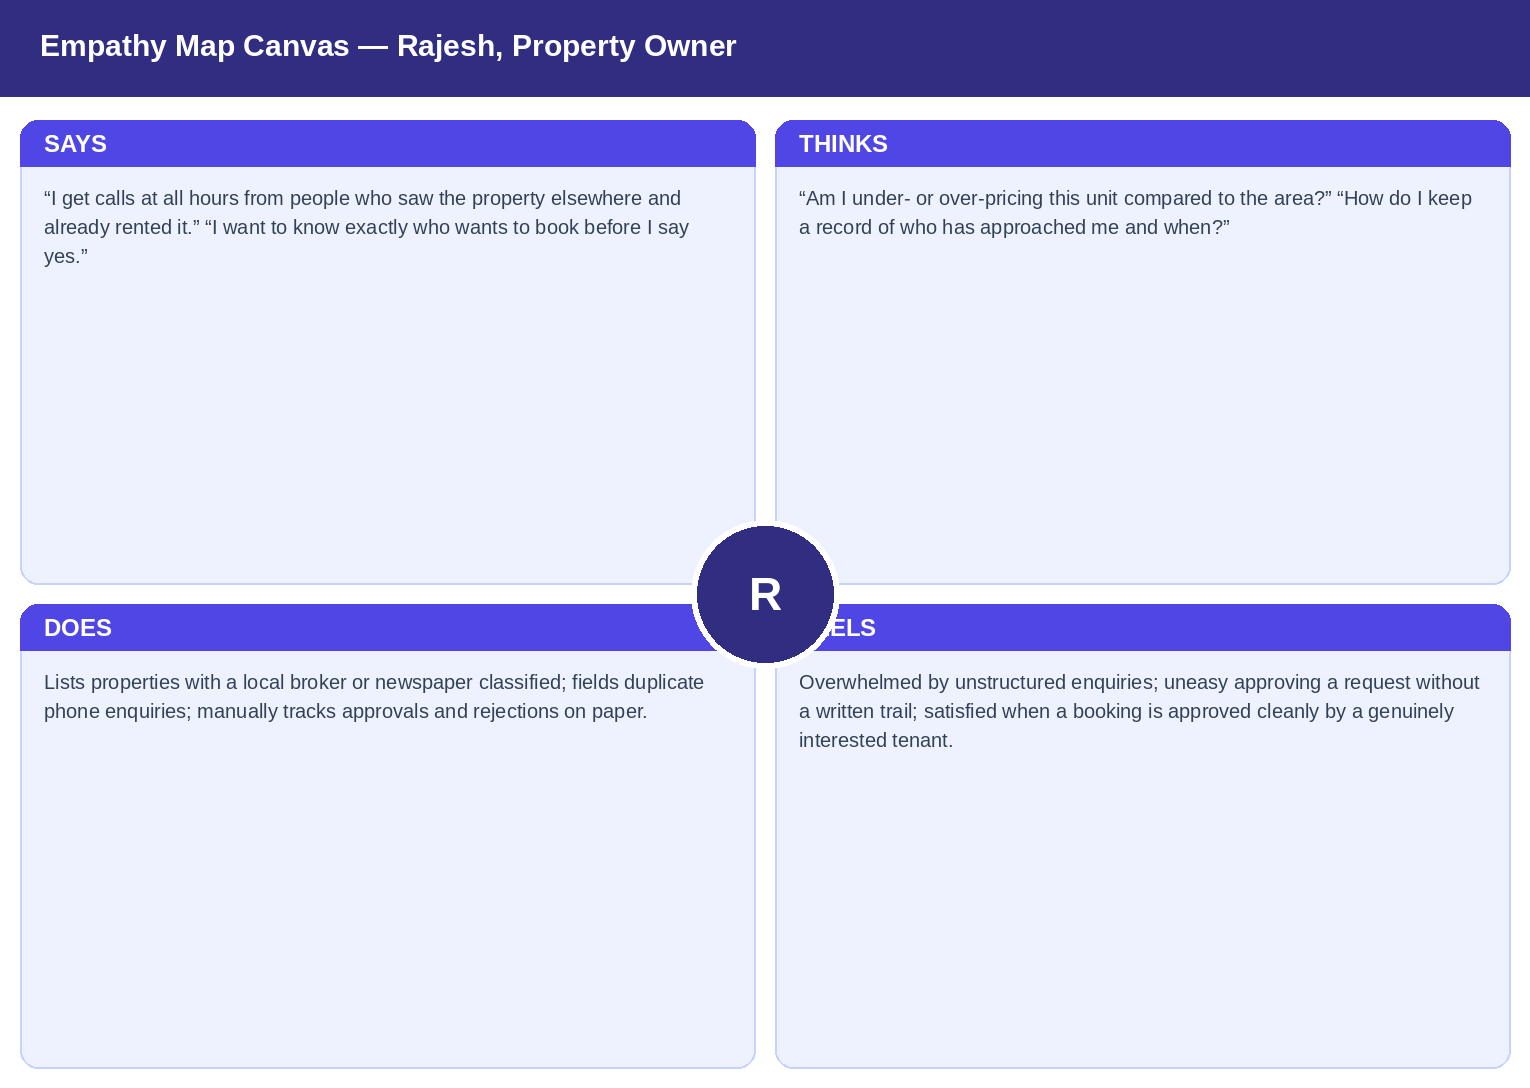 Empathy Map Canvas — Rajesh, Property Owner
SAYS
“I get calls at all hours from people who saw the property elsewhere and
already rented it.” “I want to know exactly who wants to book before I say
yes.”
THINKS
“Am I under- or over-pricing this unit compared to the area?” “How do I keep
a record of who has approached me and when?”
R
DOES
Lists properties with a local broker or newspaper classified; fields duplicate
phone enquiries; manually tracks approvals and rejections on paper.
ELS
Overwhelmed by unstructured enquiries; uneasy approving a request without
a written trail; satisfied when a booking is approved cleanly by a genuinely
interested tenant.